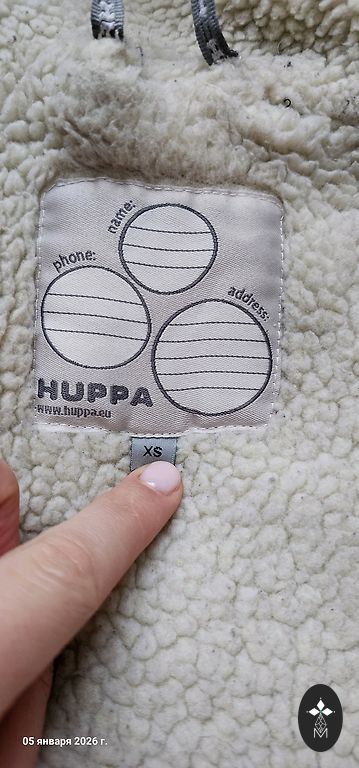 name:
phone:
address:
HUPPA
www.huppa.eu
XS
05 января 2026 г.
M